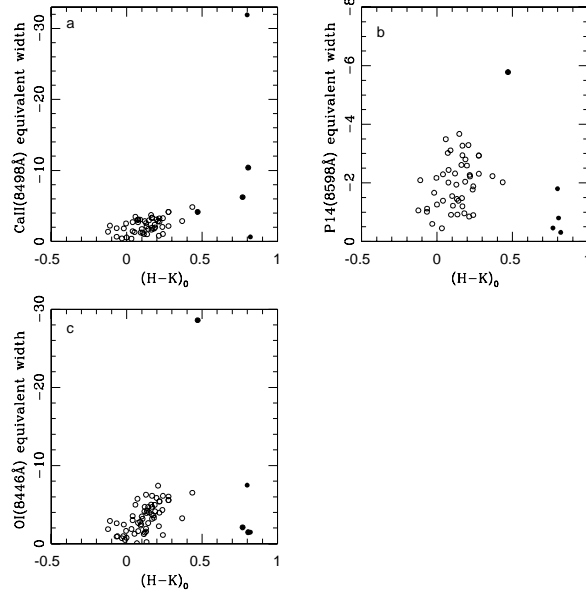 a
CaII(8498Å) equivalent width
-30
-20
-10
0
-0.5
0
0.5
1
(H−K)₀
b
P14(8598Å) equivalent width
-8
-6
-4
-2
0
-0.5
0
0.5
1
(H−K)₀
c
OI(8446Å) equivalent width
-30
-20
-10
0
-0.5
0
0.5
1
(H−K)₀